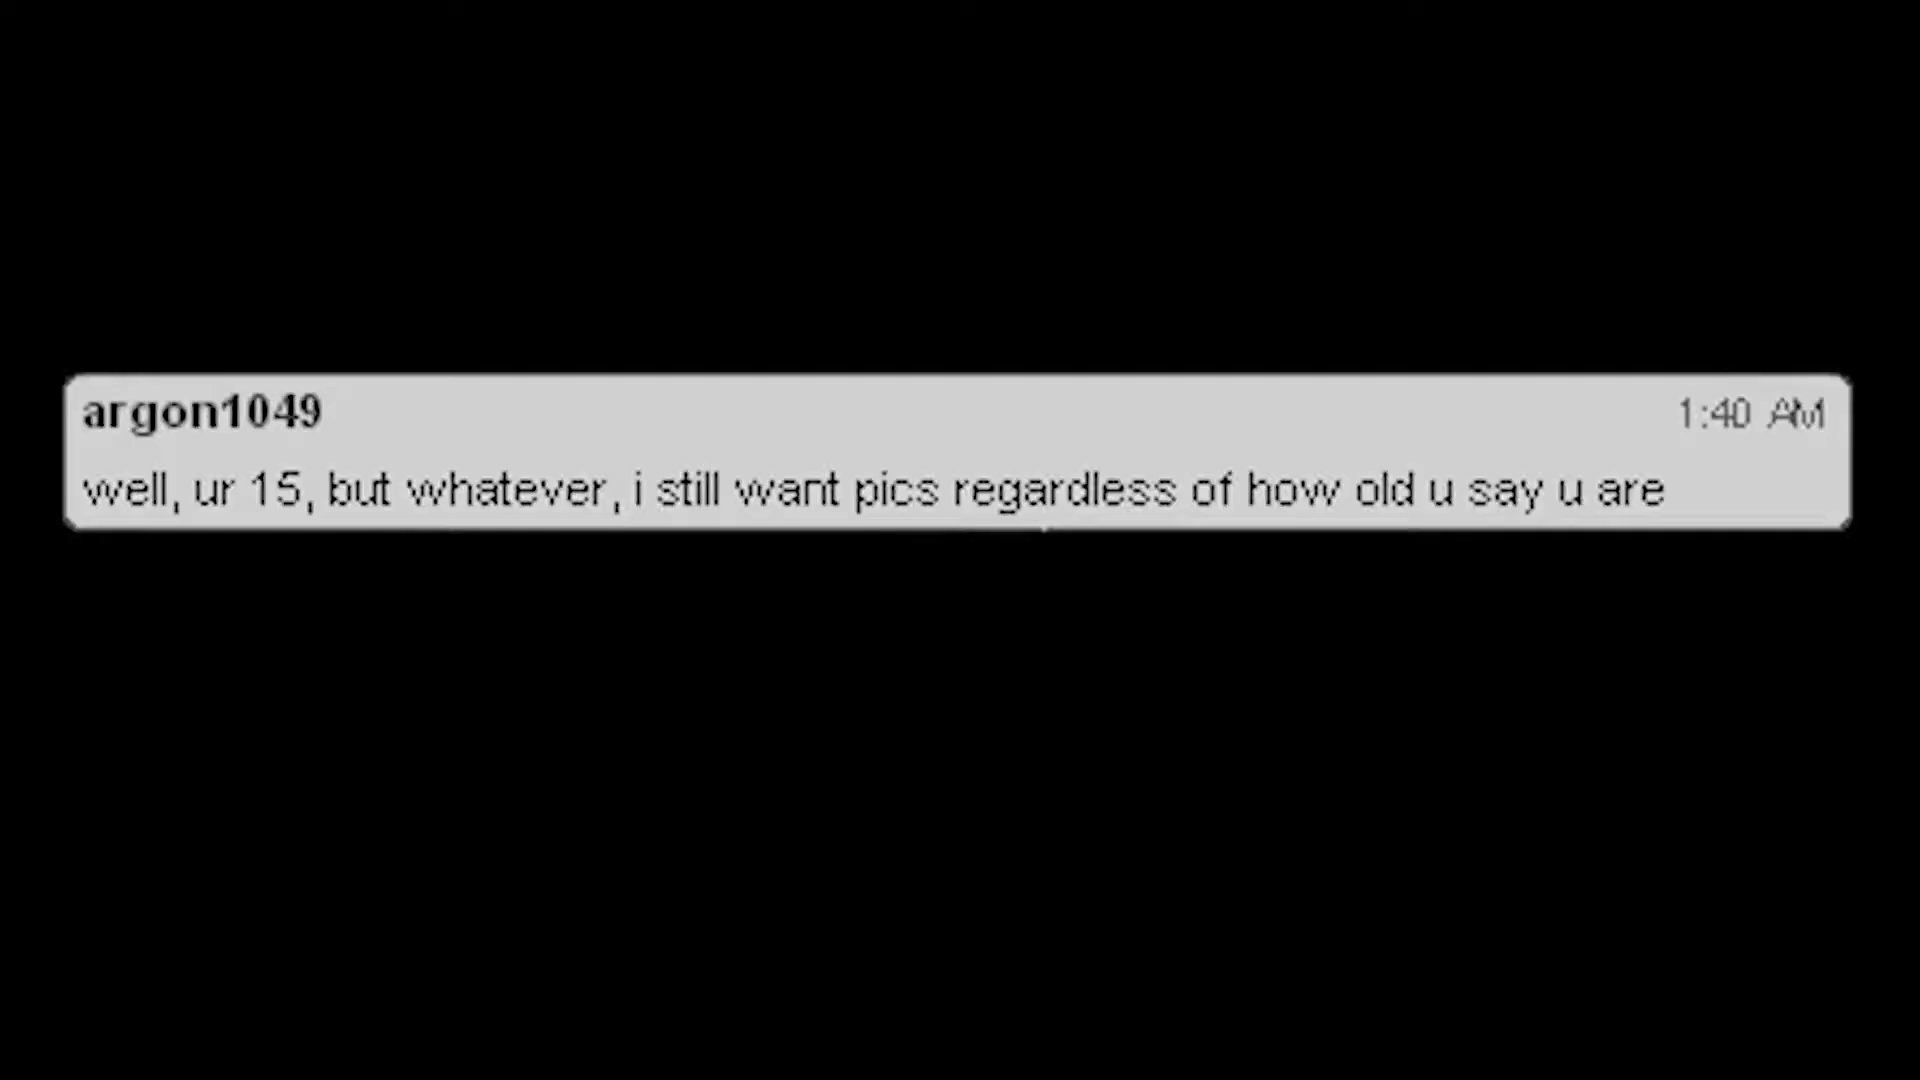 argon1049 1:40 AM
well, ur 15, but whatever, i still want pics regardless of how old u say u are